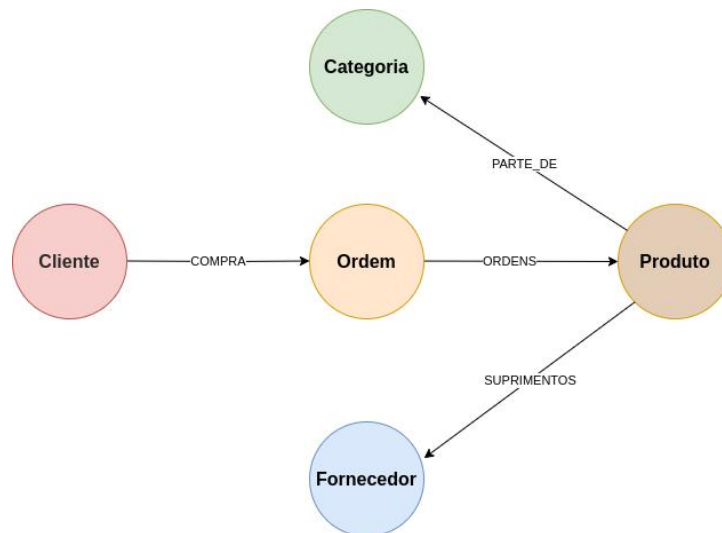 Categoria
PARTE_DE
Cliente
COMPRA
Ordem
ORDENS
Produto
SUPRIMENTOS
Fornecedor